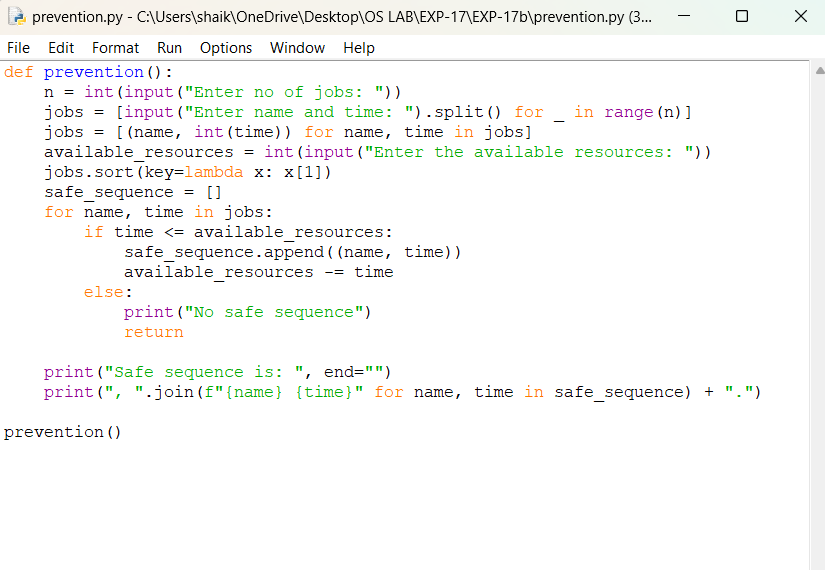 prevention.py - C:\Users\shaik\OneDrive\Desktop\OS LAB\EXP-17\EXP-17b\prevention.py (3...
File Edit Format Run Options Window Help
def prevention():
    n = int(input("Enter no of jobs: "))
    jobs = [input("Enter name and time: ").split() for _ in range(n)]
    jobs = [(name, int(time)) for name, time in jobs]
    available_resources = int(input("Enter the available resources: "))
    jobs.sort(key=lambda x: x[1])
    safe_sequence = []
    for name, time in jobs:
        if time <= available_resources:
            safe_sequence.append((name, time))
            available_resources -= time
        else:
            print("No safe sequence")
            return

    print("Safe sequence is: ", end="")
    print(", ".join(f"{name} {time}" for name, time in safe_sequence) + ".")

prevention()